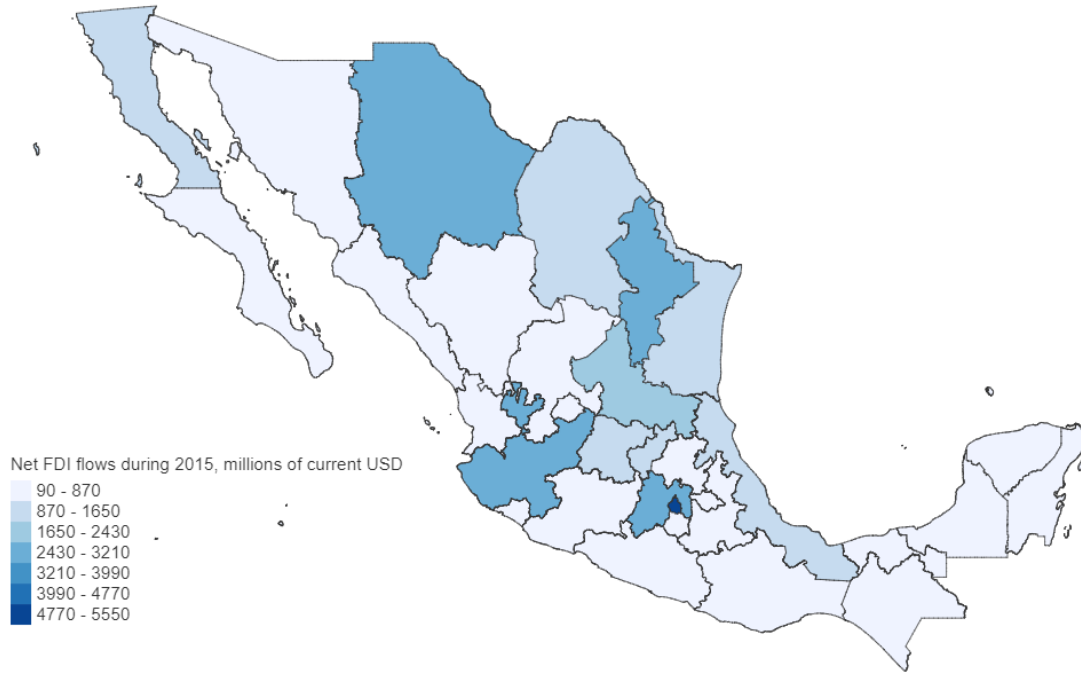 Net FDI flows during 2015, millions of current USD
90 - 870
870 - 1650
1650 - 2430
2430 - 3210
3210 - 3990
3990 - 4770
4770 - 5550